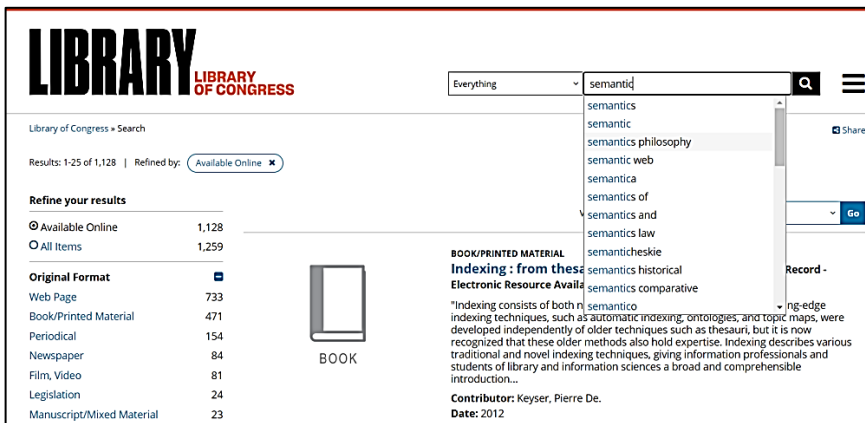 LIBRARY
LIBRARY
OF CONGRESS
Everything
semantic
Library of Congress » Search
Share
Results: 1-25 of 1,128 | Refined by: Available Online ×
Refine your results
Available Online 1,128
All Items 1,259
Original Format
Web Page 733
Book/Printed Material 471
Periodical 154
Newspaper 84
Film, Video 81
Legislation 24
Manuscript/Mixed Material 23
BOOK
semantics
semantic
semantics philosophy
semantic web
semantica
semantics of
semantics and
semantics law
semanticheskie
semantics historical
semantics comparative
semantico
Go
BOOK/PRINTED MATERIAL
Indexing : from Record -
Electronic Resource
"Indexing consists of both
indexing techniques, such as automatic indexing, ontologies, and topic maps, were
developed independently of older techniques such as thesauri, but it is now
recognized that these older methods also hold expertise. Indexing describes various
traditional and novel indexing techniques, giving information professionals and
students of library and information sciences a broad and comprehensible
introduction...
Contributor: Keyser, Pierre De.
Date: 2012